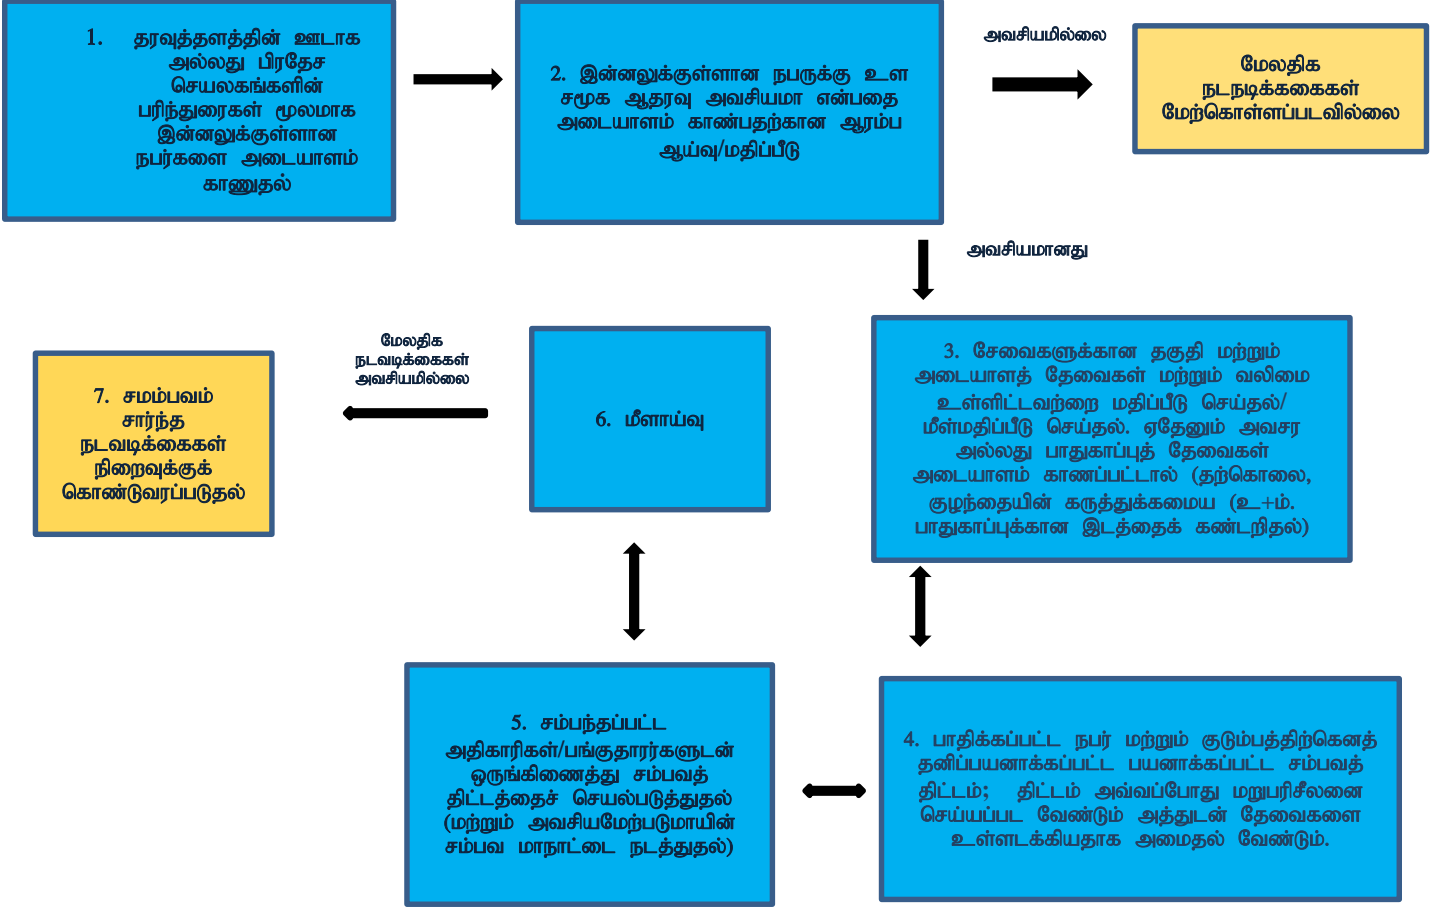 1. தரவுத்தளத்தின் ஊடாக
அல்லது பிரதேச
செயலகங்களின்
பரிந்துரைகள் மூலமாக
இன்னலுக்குள்ளான
நபர்களை அடையாளம்
காணுதல்
2. இன்னலுக்குள்ளான நபருக்கு உள
சமூக ஆதரவு அவசியமா என்பதை
அடையாளம் காண்பதற்கான ஆரம்ப
ஆய்வு/மதிப்பீடு
அவசியமில்லை
மேலதிக
நடநடிக்ககைகள்
மேற்கொள்ளப்படவில்லை
அவசியமானது
3. சேவைகளுக்கான தகுதி மற்றும்
அடையாளத் தேவைகள் மற்றும் வலிமை
உள்ளிட்டவற்றை மதிப்பீடு செய்தல்/
மீள்மதிப்பீடு செய்தல். ஏதேனும் அவசர
அல்லது பாதுகாப்புத் தேவைகள்
அடையாளம் காணப்பட்டால் (தற்கொலை,
குழந்தையின் கருத்துக்கமைய (உ+ம்.
பாதுகாப்புக்கான இடத்தைக் கண்டறிதல்)
4. பாதிக்கப்பட்ட நபர் மற்றும் குடும்பத்திற்கெனத்
தனிப்பயனாக்கப்பட்ட பயனாக்கப்பட்ட சம்பவத்
திட்டம்; திட்டம் அவ்வப்போது மறுபரிசீலனை
செய்யப்பட வேண்டும் அத்துடன் தேவைகளை
உள்ளடக்கியதாக அமைதல் வேண்டும்.
5. சம்பந்தப்பட்ட
அதிகாரிகள்/பங்குதாரர்களுடன்
ஒருங்கிணைத்து சம்பவத்
திட்டத்தைச் செயல்படுத்துதல்
(மற்றும் அவசியமேற்படுமாயின்
சம்பவ மாநாட்டை நடத்துதல்)
6. மீளாய்வு
மேலதிக
நடவடிக்கைகள்
அவசியமில்லை
7. சமம்பவம்
சார்ந்த
நடவடிக்கைகள்
நிறைவுக்குக்
கொண்டுவரப்படுதல்